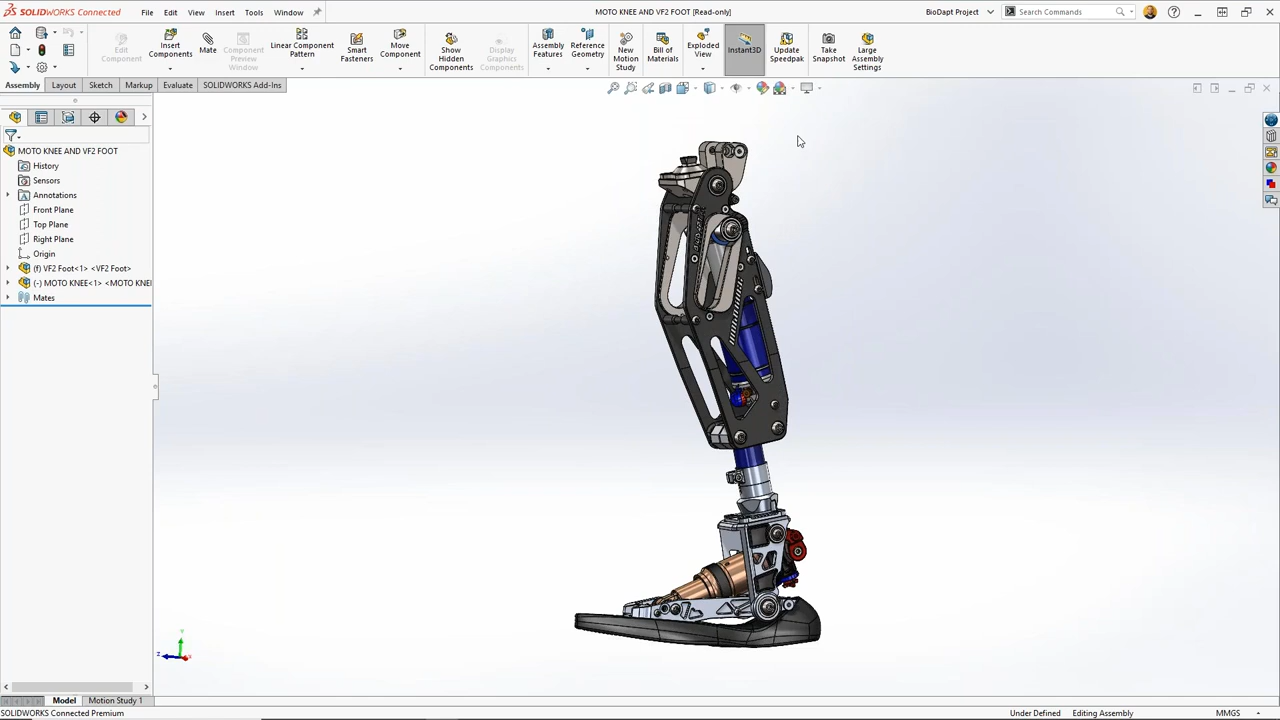 SOLIDWORKS Connected
File Edit View Insert Tools Window
MOTO KNEE AND VF2 FOOT [Read-only]
BioDapt Project
Search Commands
Edit Component
Insert Components
Mate
Component Preview Window
Linear Component Pattern
Smart Fasteners
Move Component
Show Hidden Components
Display Graphics Components
Assembly Features
Reference Geometry
New Motion Study
Bill of Materials
Exploded View
Instant3D
Update Speedpak
Take Snapshot
Large Assembly Settings
Assembly Layout Sketch Markup Evaluate SOLIDWORKS Add-Ins
MOTO KNEE AND VF2 FOOT
History
Sensors
Annotations
Front Plane
Top Plane
Right Plane
Origin
(f) VF2 Foot<1> <VF2 Foot>
(-) MOTO KNEE<1> <MOTO KNEI
Mates
Y
Z
X
Model Motion Study 1
SOLIDWORKS Connected Premium
Under Defined Editing Assembly MMGS